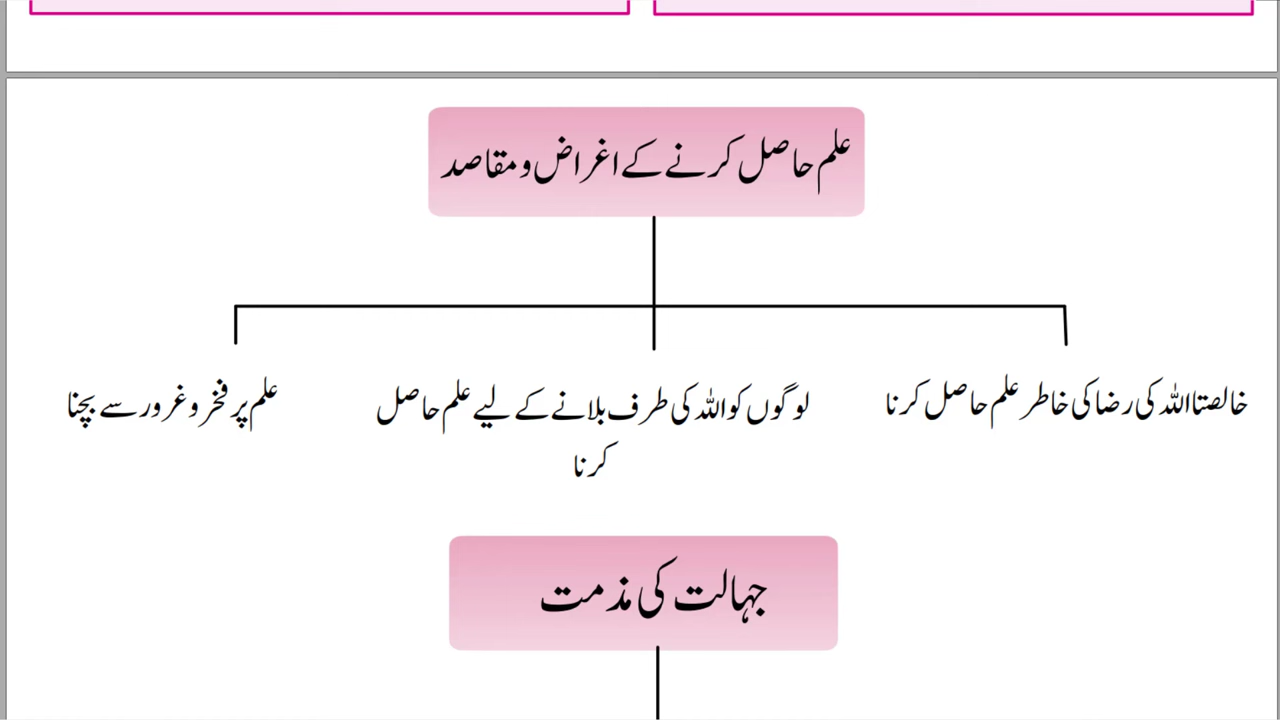 علم حاصل کرنے کے اغراض و مقاصد
خالصتا اللہ کی رضا کی خاطر علم حاصل کرنا
لوگوں کو اللہ کی طرف بلانے کے لیے علم حاصل
کرنا
علم پر فخر و غرور سے بچنا
جہالت کی مذمت